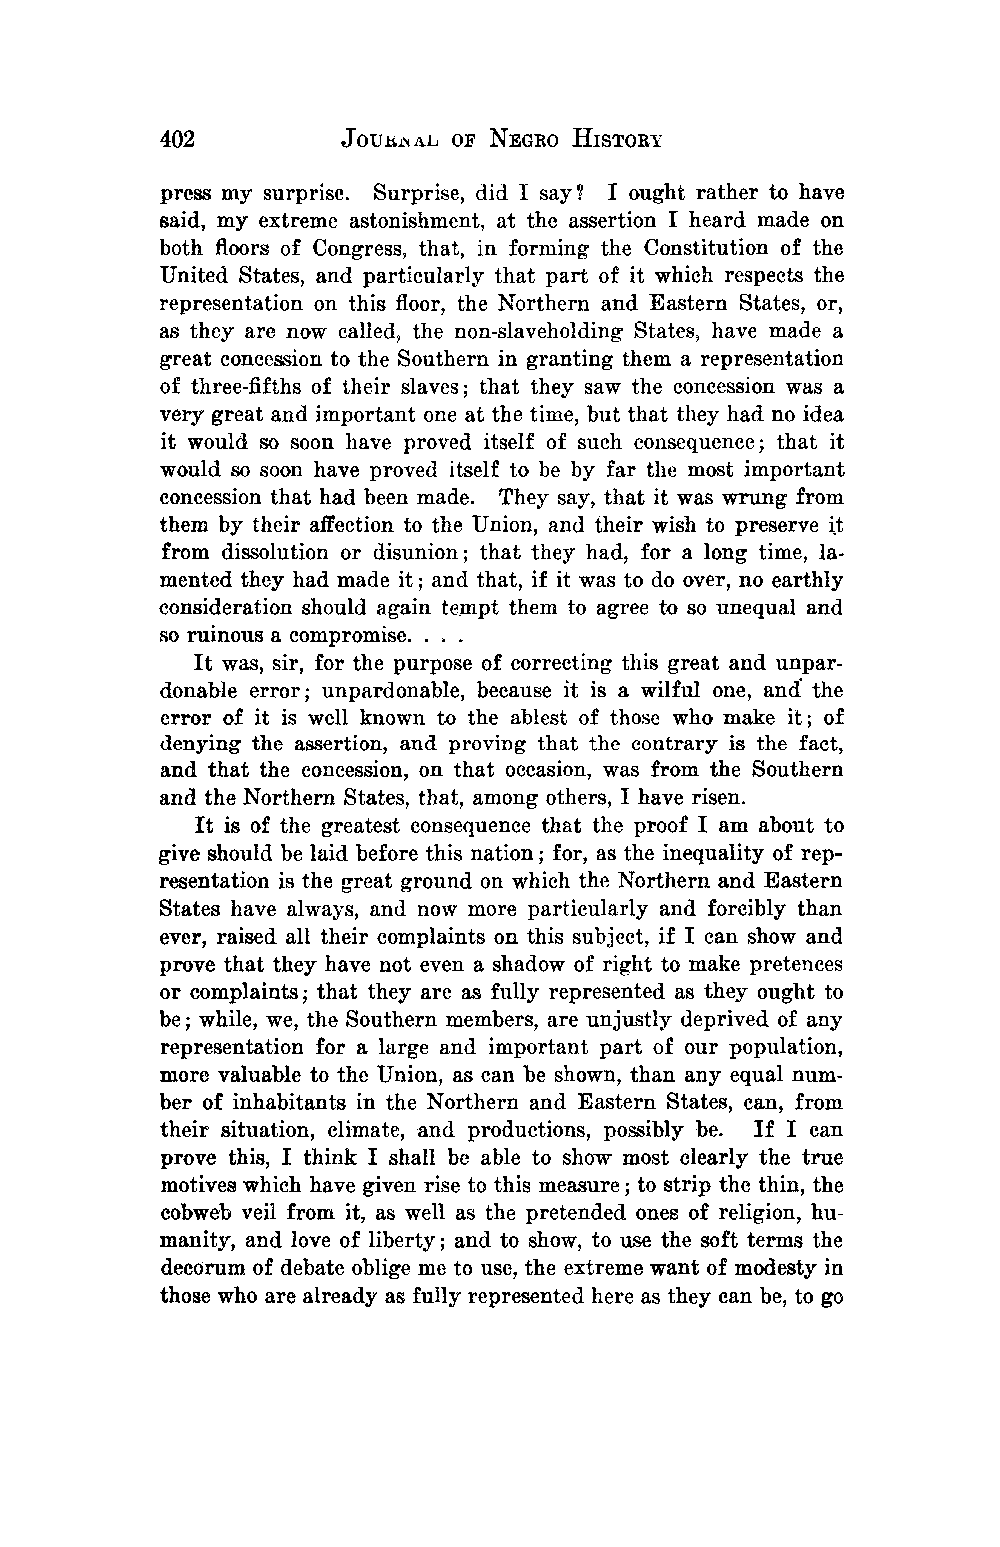 402 JOURNAL OF NEGRO HISTORY
press my surprise. Surprise, did I say? I ought rather to have
said, my extreme astonishment, at the assertion I heard made on
both floors of Congress, that, in forming the Constitution of the
United States, and particularly that part of it which respects the
representation on this floor, the Northern and Eastern States, or,
as they are now called, the non-slaveholding States, have made a
great concession to the Southern in granting them a representation
of three-fifths of their slaves; that they saw the concession was a
very great and important one at the time, but that they had no idea
it would so soon have proved itself of such consequence; that it
would so soon have proved itself to be by far the most important
concession that had been made. They say, that it was wrung from
them by their affection to the Union, and their wish to preserve it
from dissolution or disunion; that they had, for a long time, la-
mented they had made it; and that, if it was to do over, no earthly
consideration should again tempt them to agree to so unequal and
so ruinous a compromise. . . .
It was, sir, for the purpose of correcting this great and unpar-
donable error; unpardonable, because it is a wilful one, and the
error of it is well known to the ablest of those who make it; of
denying the assertion, and proving that the contrary is the fact,
and that the concession, on that occasion, was from the Southern
and the Northern States, that, among others, I have risen.
It is of the greatest consequence that the proof I am about to
give should be laid before this nation; for, as the inequality of rep-
resentation is the great ground on which the Northern and Eastern
States have always, and now more particularly and forcibly than
ever, raised all their complaints on this subject, if I can show and
prove that they have not even a shadow of right to make pretences
or complaints; that they are as fully represented as they ought to
be; while, we, the Southern members, are unjustly deprived of any
representation for a large and important part of our population,
more valuable to the Union, as can be shown, than any equal num-
ber of inhabitants in the Northern and Eastern States, can, from
their situation, climate, and productions, possibly be. If I can
prove this, I think I shall be able to show most clearly the true
motives which have given rise to this measure; to strip the thin, the
cobweb veil from it, as well as the pretended ones of religion, hu-
manity, and love of liberty; and to show, to use the soft terms the
decorum of debate oblige me to use, the extreme want of modesty in
those who are already as fully represented here as they can be, to go